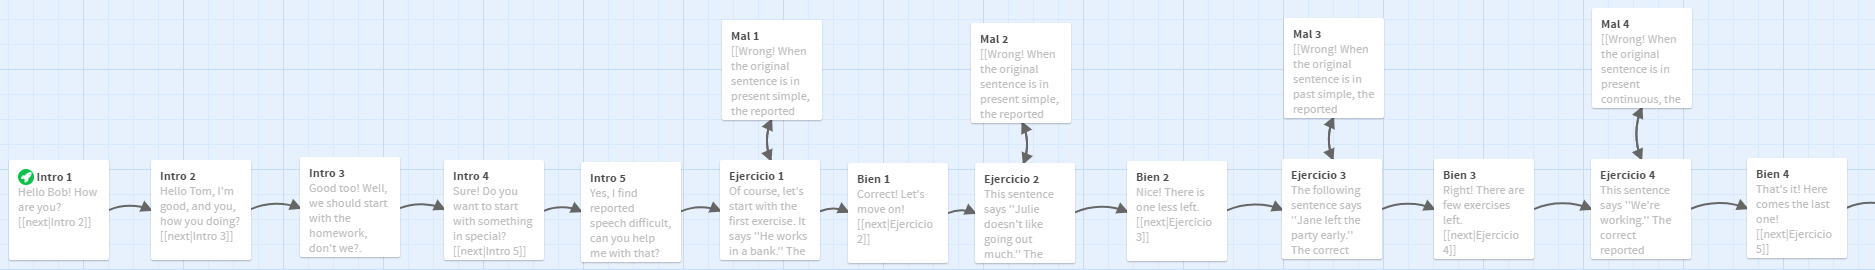 Mal 1
[[Wrong! When
the original
sentence is in
present simple,
the reported
Mal 2
[[Wrong! When
the original
sentence is in
present simple,
the reported
Mal 3
[[Wrong! When
the original
sentence is in
past simple, the
reported
Mal 4
[[Wrong! When
the original
sentence is in
present
continuous, the
Intro 1
Hello Bob! How
are you?
[[next|Intro 2]]
Intro 2
Hello Tom, I'm
good, and you,
how you doing?
[[next|Intro 3]]
Intro 3
Good too! Well,
we should start
with the
homework,
don't we?.
Intro 4
Sure! Do you
want to start
with something
in special?
[[next|Intro 5]]
Intro 5
Yes, I find
reported
speech difficult,
can you help
me with that?
Ejercicio 1
Of course, let's
start with the
first exercise. It
says ''He works
in a bank.'' The
Bien 1
Correct! Let's
move on!
[[next|Ejercicio
2]]
Ejercicio 2
This sentence
says ''Julie
doesn't like
going out
much.'' The
Bien 2
Nice! There is
one less left.
[[next|Ejercicio
3]]
Ejercicio 3
The following
sentence says
''Jane left the
party early.''
The correct
Bien 3
Right! There are
few exercises
left.
[[next|Ejercicio
4]]
Ejercicio 4
This sentence
says ''We're
working.'' The
correct
reported
Bien 4
That's it! Here
comes the last
one!
[[next|Ejercicio
5]]